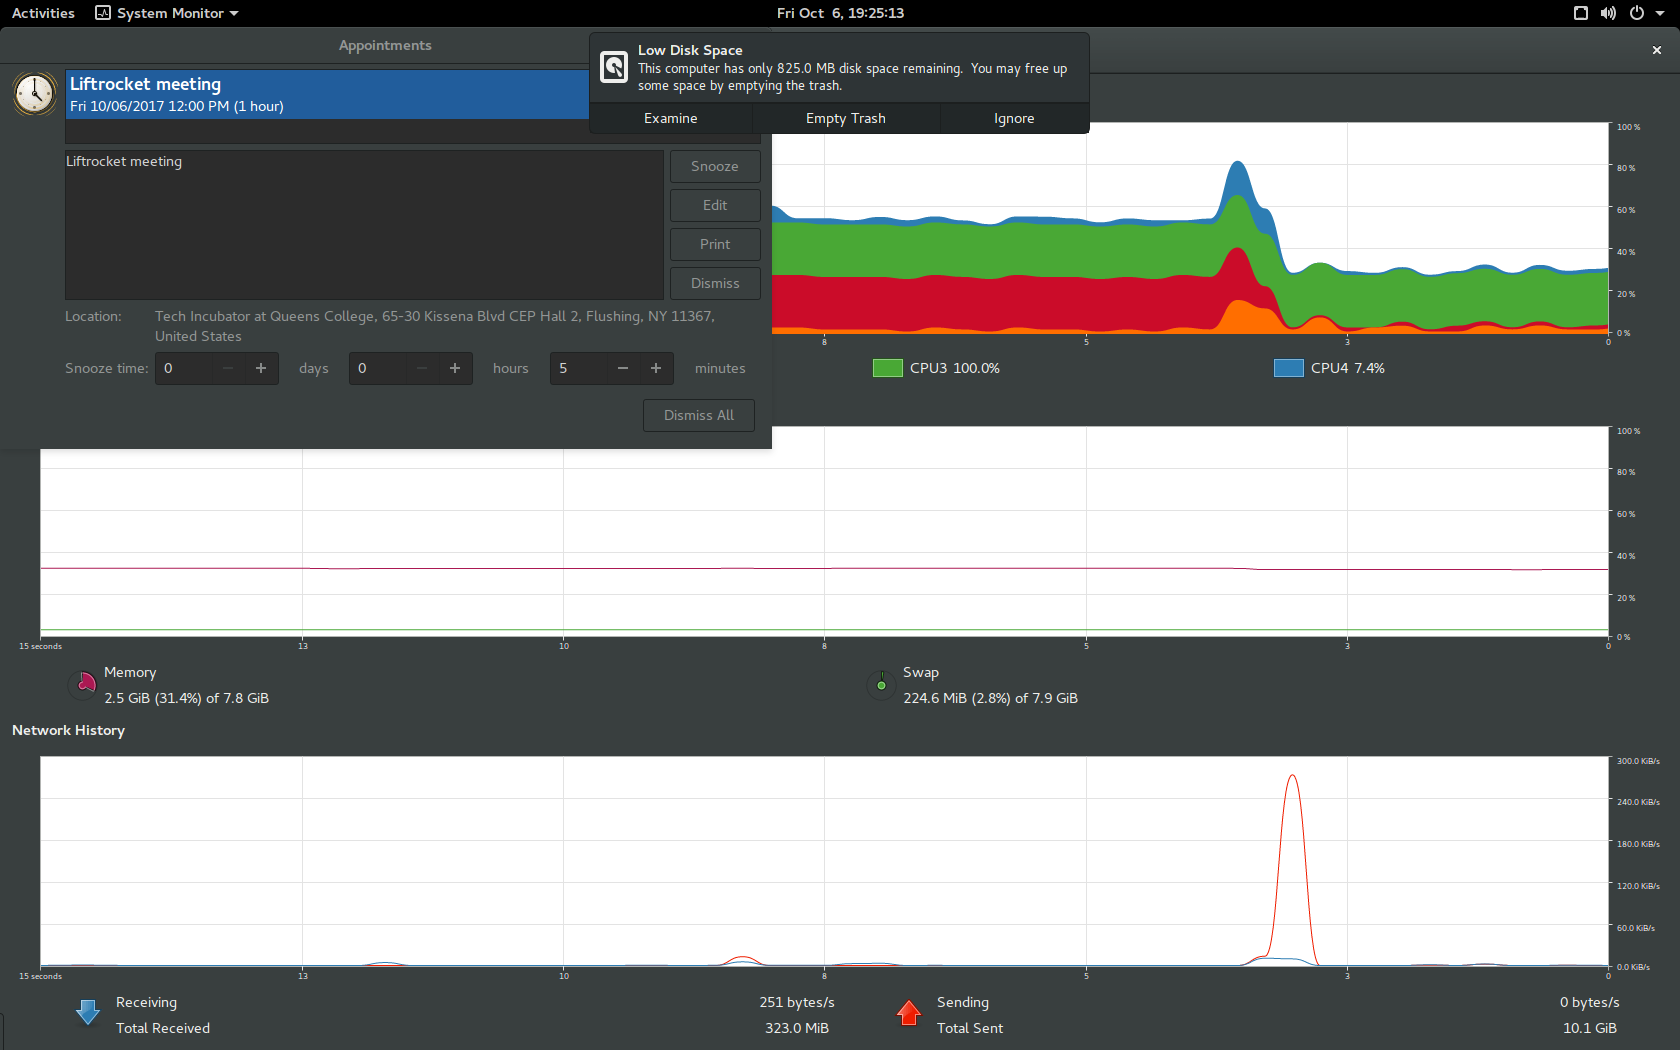 Activities
System Monitor
Fri Oct  6, 19:25:13
Appointments
Liftrocket meeting
Fri 10/06/2017 12:00 PM (1 hour)
Low Disk Space
This computer has only 825.0 MB disk space remaining.  You may free up
some space by emptying the trash.
Examine
Empty Trash
Ignore
Liftrocket meeting
Snooze
Edit
Print
Dismiss
Location:
Tech Incubator at Queens College, 65-30 Kissena Blvd CEP Hall 2, Flushing, NY 11367,
United States
Snooze time:
0
days
0
hours
5
minutes
Dismiss All
100 %
80 %
60 %
40 %
20 %
0 %
8
5
3
0
CPU3 100.0%
CPU4 7.4%
100 %
80 %
60 %
40 %
20 %
0 %
15 seconds
13
10
8
5
3
0
Memory
2.5 GiB (31.4%) of 7.8 GiB
Swap
224.6 MiB (2.8%) of 7.9 GiB
Network History
300.0 KiB/s
240.0 KiB/s
180.0 KiB/s
120.0 KiB/s
60.0 KiB/s
0.0 KiB/s
15 seconds
13
10
8
5
3
0
Receiving
251 bytes/s
Total Received
323.0 MiB
Sending
0 bytes/s
Total Sent
10.1 GiB